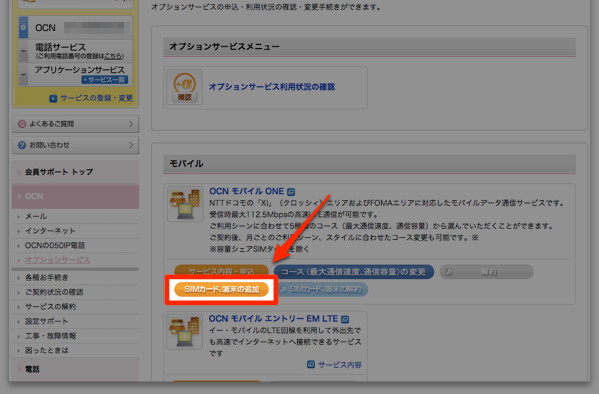 オプションサービスの申込・利用状況の確認・変更手続きができます。
OCN
電話サービス
(ご利用電話番号の登録はこちら)
アプリケーションサービス
サービス一覧
サービスの登録・変更
よくあるご質問
お問い合わせ
会員サポート トップ
OCN
メール
インターネット
OCNの050IP電話
オプションサービス
各種お手続き
ご契約状況の確認
サービスの解約
設定サポート
工事・故障情報
困ったときは
電話
オプションサービスメニュー
確認
オプションサービス利用状況の確認
モバイル
OCN モバイル ONE
NTTドコモの「Xi」（クロッシィ）エリアおよびFOMAエリアに対応したモバイルデータ通信サービスです。
受信時最大112.5Mbpsの高速
通信が可能です。
ご利用シーンに合わせて5種類のコース（最大通信速度、通信容量）から選んでいただくことができます。
ご契約後、月ごとのご利用シーン、スタイルに合わせたコース変更も可能です。※
※容量シェアSIMタイプを除く
サービス内容・申込
コース（最大通信速度、通信容量）の変更
解約
SIMカード、端末の追加
SIMカード、端末の解約
OCN モバイル エントリー EM LTE
イー・モバイルのLTE回線を利用して外出先で
も高速でインターネットへ接続できるサービス
です
サービス内容